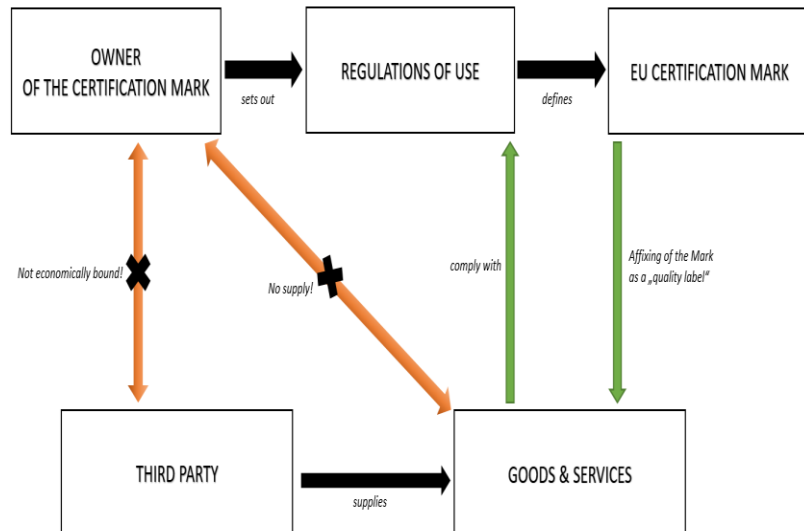 OWNER
OF THE CERTIFICATION MARK
sets out
REGULATIONS OF USE
defines
EU CERTIFICATION MARK
Not economically bound!
No supply!
comply with
Affixing of the Mark
as a „quality label“
THIRD PARTY
supplies
GOODS & SERVICES